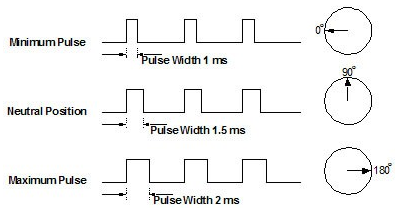 Minimum Pulse
0°
Pulse Width 1 ms
90°
Neutral Position
Pulse Width 1.5 ms
Maximum Pulse
180°
Pulse Width 2 ms